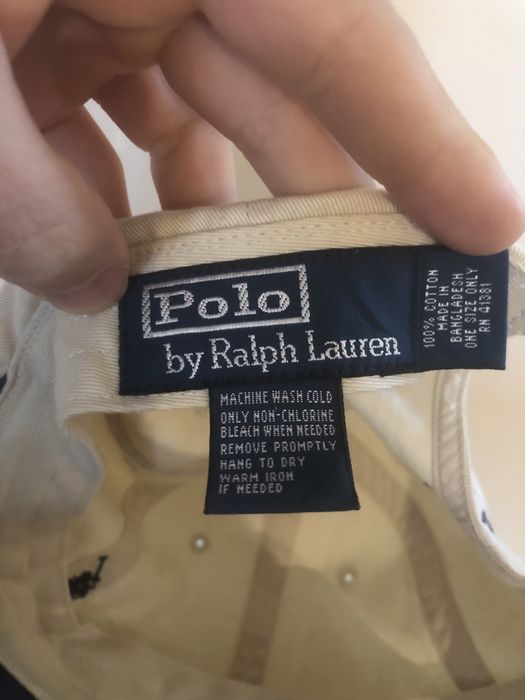 Polo
by Ralph Lauren
100% COTTON
MADE IN
BANGLADESH
ONE SIZE ONLY
RN 41381
MACHINE WASH COLD
ONLY NON-CHLORINE
BLEACH WHEN NEEDED
REMOVE PROMPTLY
HANG TO DRY
WARM IRON
IF NEEDED